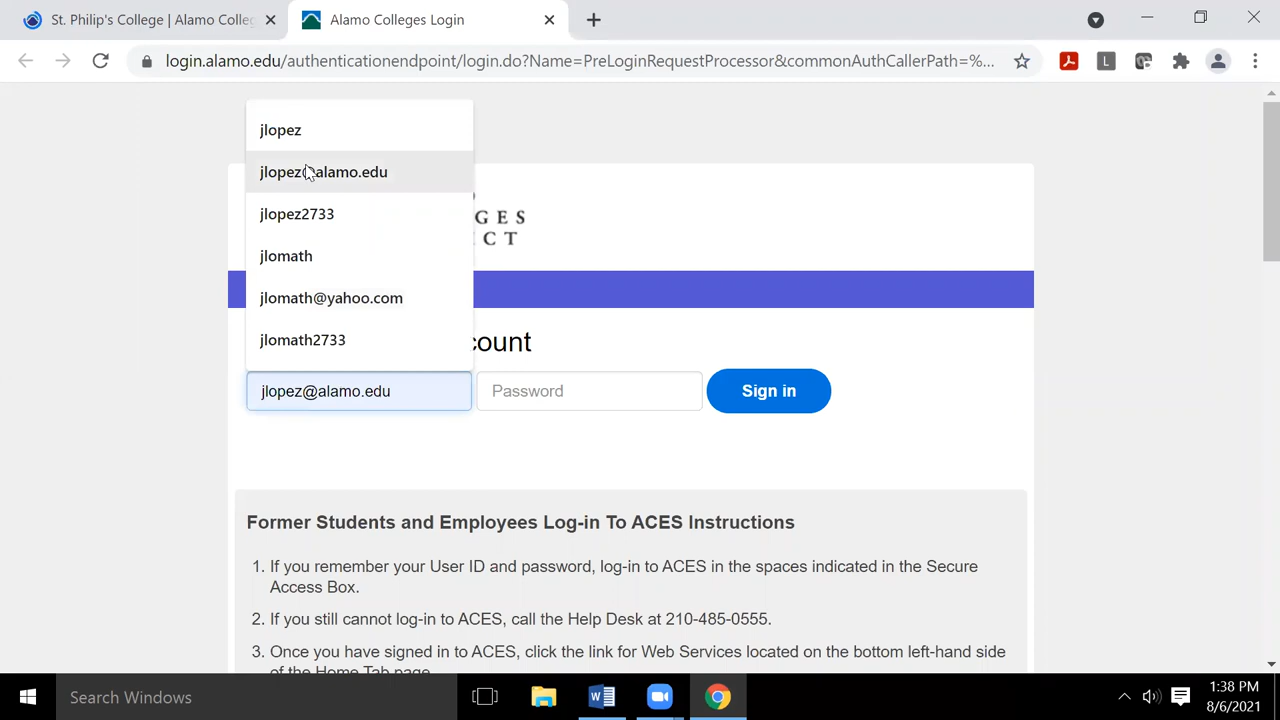 St. Philip's College | Alamo Colleg
Alamo Colleges Login
login.alamo.edu/authenticationendpoint/login.do?Name=PreLoginRequestProcessor&commonAuthCallerPath=%...
L
jlopez
jlopez@alamo.edu
jlopez2733
jlomath
jlomath@yahoo.com
jlomath2733
GES
CT
count
jlopez@alamo.edu
Password
Sign in
Former Students and Employees Log-in To ACES Instructions
1. If you remember your User ID and password, log-in to ACES in the spaces indicated in the Secure
Access Box.
2. If you still cannot log-in to ACES, call the Help Desk at 210-485-0555.
3. Once you have signed in to ACES, click the link for Web Services located on the bottom left-hand side
of the Home Tab page
Search Windows
W
1:38 PM
8/6/2021